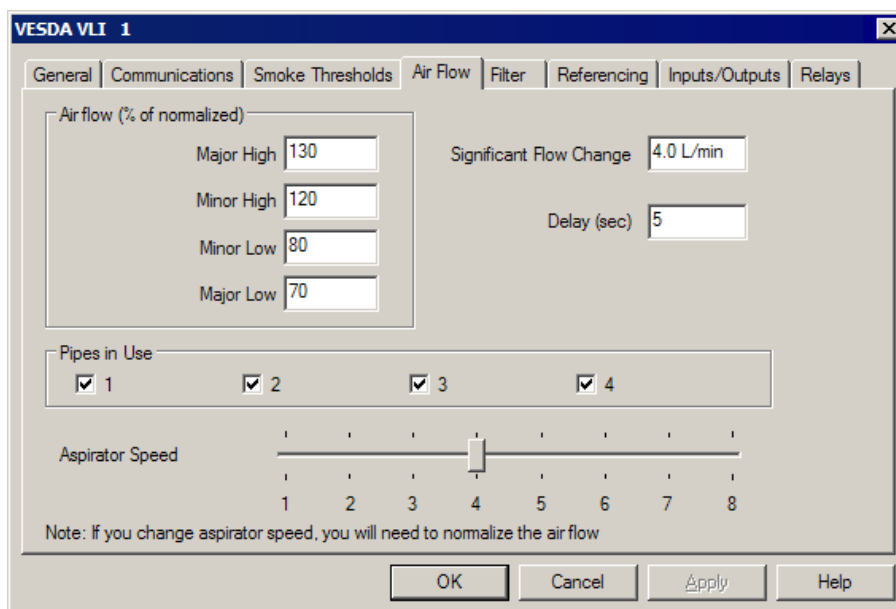 VESDA VLI 1
General Communications Smoke Thresholds Air Flow Filter Referencing Inputs/Outputs Relays
Air flow (% of normalized)
Major High 130
Minor High 120
Minor Low 80
Major Low 70
Significant Flow Change 4.0 L/min
Delay (sec) 5
Pipes in Use
1 2 3 4
Aspirator Speed
1 2 3 4 5 6 7 8
Note: If you change aspirator speed, you will need to normalize the air flow
OK Cancel Apply Help